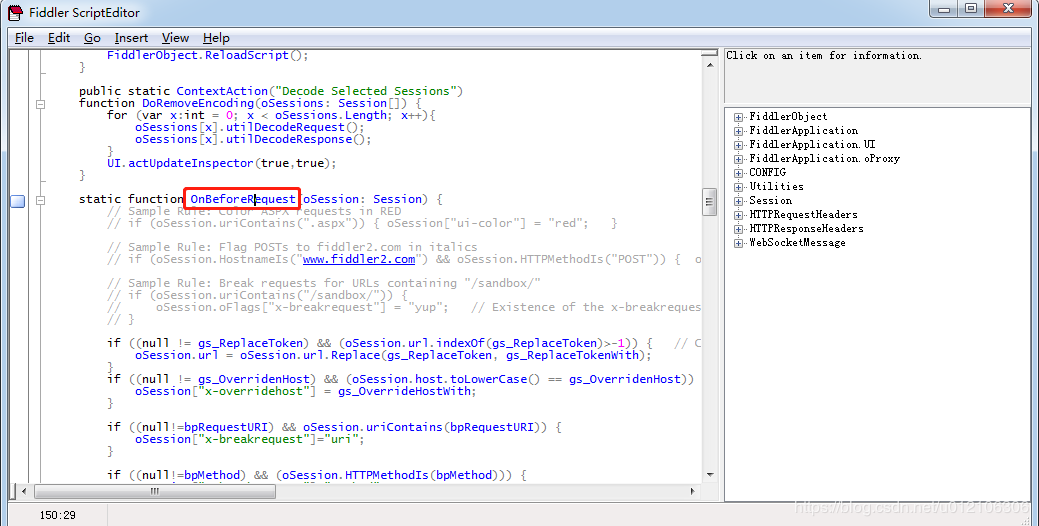 Fiddler ScriptEditor
File Edit Go Insert View Help
FiddlerObject.ReloadScript();
}
public static ContextAction("Decode Selected Sessions")
function DoRemoveEncoding(oSessions: Session[]) {
for (var x:int = 0; x < oSessions.Length; x++){
oSessions[x].utilDecodeRequest();
oSessions[x].utilDecodeResponse();
}
UI.actUpdateInspector(true,true);
}
static function OnBeforeRequest(oSession: Session) {
// Sample Rule: Color ASPX requests in RED
// if (oSession.uriContains(".aspx")) { oSession["ui-color"] = "red"; }
// Sample Rule: Flag POSTs to fiddler2.com in italics
// if (oSession.HostnameIs("www.fiddler2.com") && oSession.HTTPMethodIs("POST")) { o
// Sample Rule: Break requests for URLs containing "/sandbox/"
// if (oSession.uriContains("/sandbox/")) {
// oSession.oFlags["x-breakrequest"] = "yup"; // Existence of the x-breakreques
// }
if ((null != gs_ReplaceToken) && (oSession.url.indexOf(gs_ReplaceToken)>-1)) { // C
oSession.url = oSession.url.Replace(gs_ReplaceToken, gs_ReplaceTokenWith);
}
if ((null != gs_OverridenHost) && (oSession.host.toLowerCase() == gs_OverridenHost))
oSession["x-overridehost"] = gs_OverrideHostWith;
}
if ((null!=bpRequestURI) && oSession.uriContains(bpRequestURI)) {
oSession["x-breakrequest"]="uri";
}
if ((null!=bpMethod) && (oSession.HTTPMethodIs(bpMethod))) {
150:29
Click on an item for information.
FiddlerObject
FiddlerApplication
FiddlerApplication.UI
FiddlerApplication.oProxy
CONFIG
Utilities
Session
HTTPRequestHeaders
HTTPResponseHeaders
WebSocketMessage
https://blog.csdn.net/u012106306